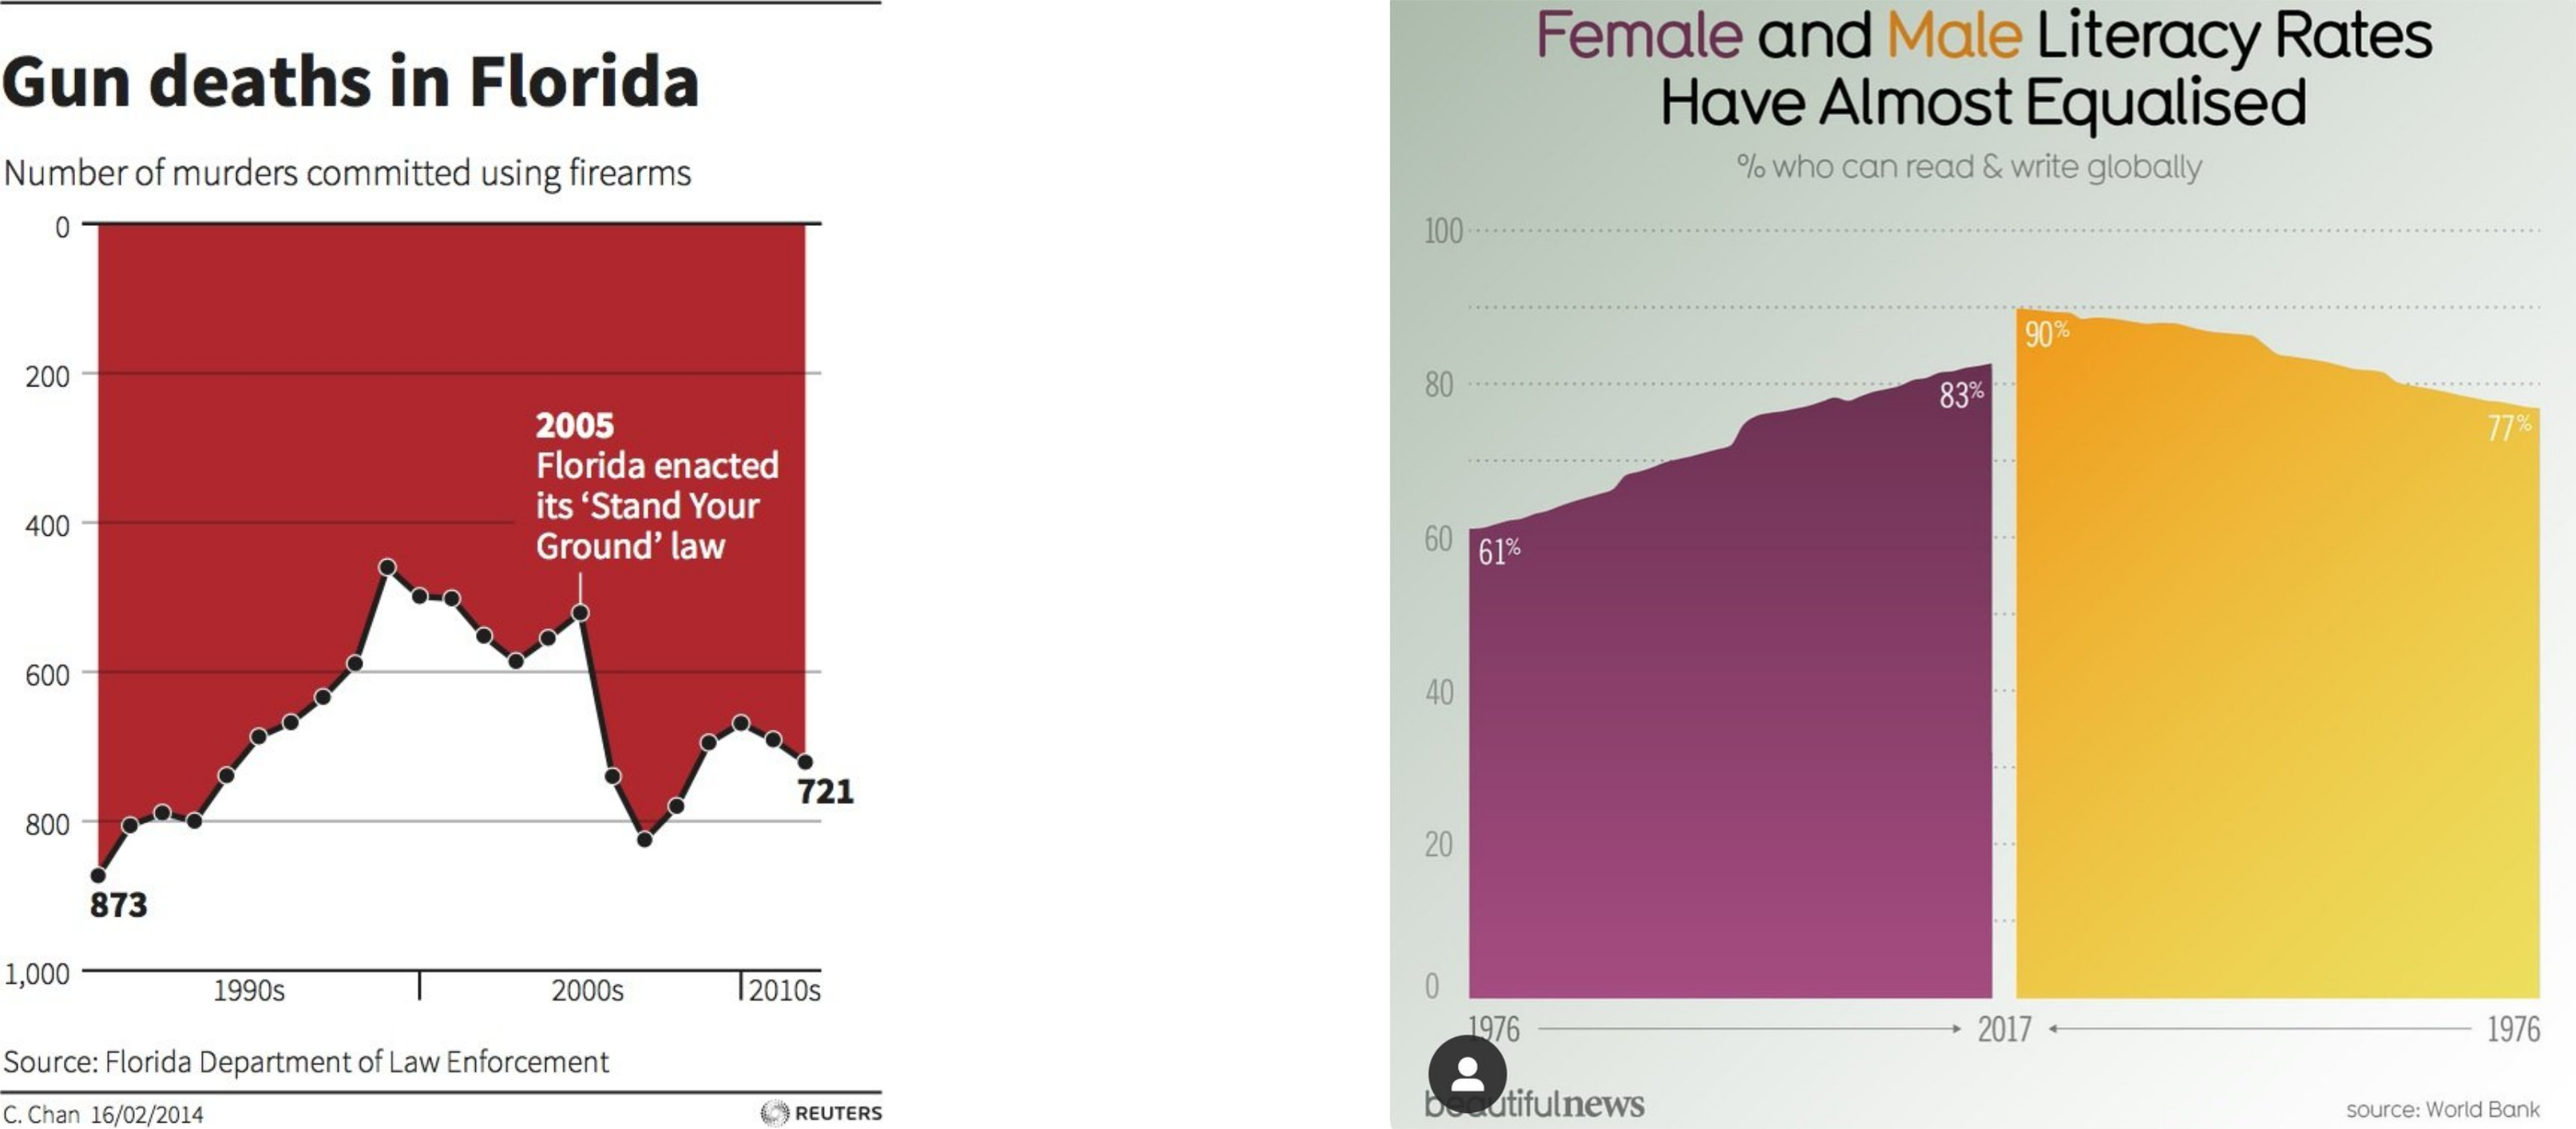 Gun deaths in Florida
Number of murders committed using firearms
0
200
400
600
800
1,000
2005
Florida enacted
its ‘Stand Your
Ground’ law
873
721
1990s
2000s
2010s
Source: Florida Department of Law Enforcement
C. Chan 16/02/2014
REUTERS
Female and Male Literacy Rates
Have Almost Equalised
% who can read & write globally
100
80
60
40
20
0
61%
83%
90%
77%
1976
2017
1976
beautifulnews
source: World Bank